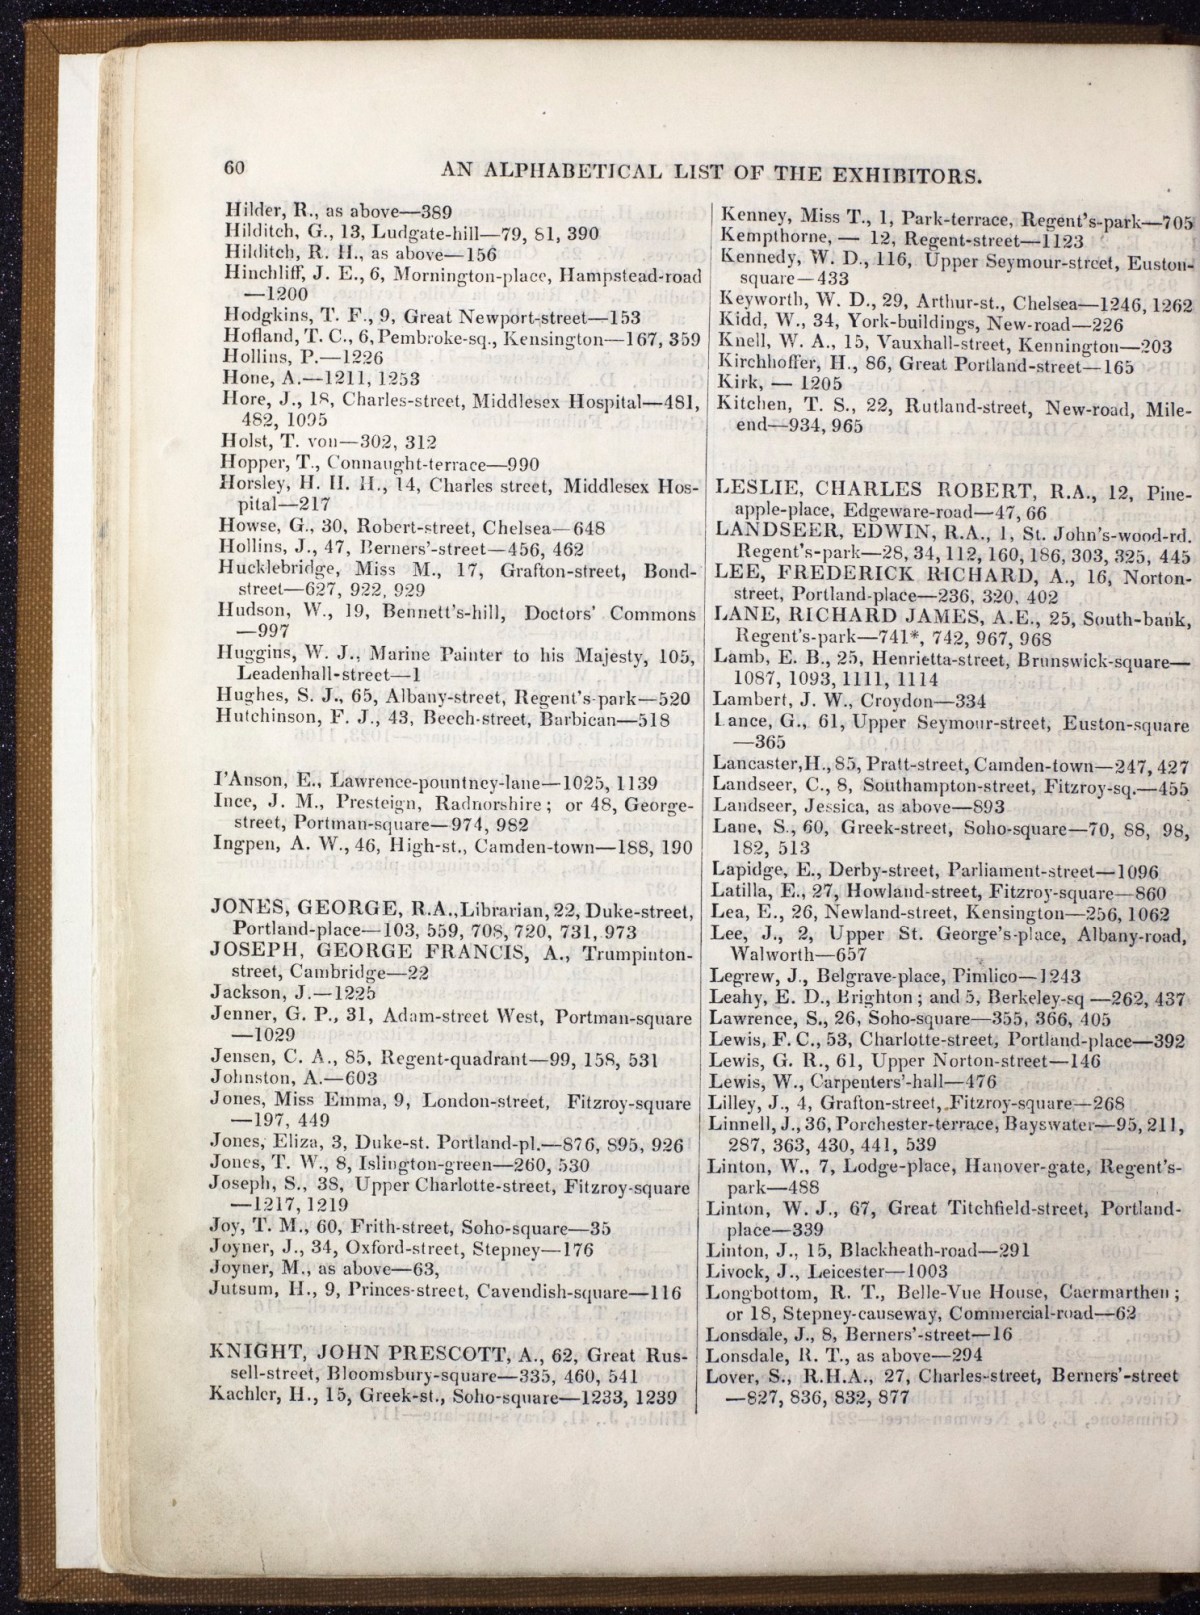 60
AN ALPHABETICAL LIST OF THE EXHIBITORS.
Hilder, R., as above—389
Hilditch, G., 13, Ludgate-hill—79, 81, 390
Hilditch, R. H., as above—156
Hinchliff, J. E., 6, Mornington-place, Hampstead-road
—1200
Hodgkins, T. F., 9, Great Newport-street—153
Hofland, T. C., 6, Pembroke-sq., Kensington—167, 359
Hollins, P.—1226
Hone, A.—1211, 1253
Hore, J., 18, Charles-street, Middlesex Hospital—481,
482, 1095
Holst, T. von—302, 312
Hopper, T., Connaught-terrace—990
Horsley, H. H. H., 14, Charles street, Middlesex Hos-
pital—217
Howse, G., 30, Robert-street, Chelsea—648
Hollins, J., 47, Berners'-street—456, 462
Hucklebridge, Miss M., 17, Grafton-street, Bond-
street—627, 922, 929
Hudson, W., 19, Bennett's-hill, Doctors' Commons
—997
Huggins, W. J., Marine Painter to his Majesty, 105,
Leadenhall-street—1
Hughes, S. J., 65, Albany-street, Regent's-park—520
Hutchinson, F. J., 43, Beech-street, Barbican—518
I'Anson, E., Lawrence-pountney-lane—1025, 1139
Ince, J. M., Presteign, Radnorshire; or 48, George-
street, Portman-square—974, 982
Ingpen, A. W., 46, High-st., Camden-town—188, 190
JONES, GEORGE, R.A., Librarian, 22, Duke-street,
Portland-place—103, 559, 708, 720, 731, 973
JOSEPH, GEORGE FRANCIS, A., Trumpinton-
street, Cambridge—22
Jackson, J.—1225
Jenner, G. P., 31, Adam-street West, Portman-square
—1029
Jensen, C. A., 85, Regent-quadrant—99, 158, 531
Johnston, A.—603
Jones, Miss Emma, 9, London-street, Fitzroy-square
—197, 449
Jones, Eliza, 3, Duke-st. Portland-pl.—876, 895, 926
Jones, T. W., 8, Islington-green—260, 530
Joseph, S., 38, Upper Charlotte-street, Fitzroy-square
—1217, 1219
Joy, T. M., 60, Frith-street, Soho-square—35
Joyner, J., 34, Oxford-street, Stepney—176
Joyner, M., as above—63,
Jutsum, H., 9, Princes-street, Cavendish-square—116
KNIGHT, JOHN PRESCOTT, A., 62, Great Rus-
sell-street, Bloomsbury-square—335, 460, 541
Kachler, H., 15, Greek-st., Soho-square—1233, 1239
Kenney, Miss T., 1, Park-terrace, Regent's-park—705
Kempthorne, — 12, Regent-street—1123
Kennedy, W. D., 116, Upper Seymour-street, Euston-
square—433
Keyworth, W. D., 29, Arthur-st., Chelsea—1246, 1262
Kidd, W., 34, York-buildings, New-road—226
Knell, W. A., 15, Vauxhall-street, Kennington—203
Kirchhoffer, H., 86, Great Portland-street—165
Kirk, — 1205
Kitchen, T. S., 22, Rutland-street, New-road, Mile-
end—934, 965
LESLIE, CHARLES ROBERT, R.A., 12, Pine-
apple-place, Edgeware-road—47, 66
LANDSEER, EDWIN, R.A., 1, St. John's-wood-rd.
Regent's-park—28, 34, 112, 160, 186, 303, 325, 445
LEE, FREDERICK RICHARD, A., 16, Norton-
street, Portland-place—236, 320, 402
LANE, RICHARD JAMES, A.E., 25, South-bank,
Regent's-park—741*, 742, 967, 968
Lamb, E. B., 25, Henrietta-street, Brunswick-square—
1087, 1093, 1111, 1114
Lambert, J. W., Croydon—334
Lance, G., 61, Upper Seymour-street, Euston-square
—365
Lancaster, H., 85, Pratt-street, Camden-town—247, 427
Landseer, C., 8, Southampton-street, Fitzroy-sq.—455
Landseer, Jessica, as above—893
Lane, S., 60, Greek-street, Soho-square—70, 88, 98,
182, 513
Lapidge, E., Derby-street, Parliament-street—1096
Latilla, E., 27, Howland-street, Fitzroy-square—860
Lea, E., 26, Newland-street, Kensington—256, 1062
Lee, J., 2, Upper St. George's-place, Albany-road,
Walworth—657
Legrew, J., Belgrave-place, Pimlico—1243
Leahy, E. D., Brighton; and 5, Berkeley-sq —262, 437
Lawrence, S., 26, Soho-square—355, 366, 405
Lewis, F. C., 53, Charlotte-street, Portland-place—392
Lewis, G. R., 61, Upper Norton-street—146
Lewis, W., Carpenters'-hall—476
Lilley, J., 4, Grafton-street, Fitzroy-square—268
Linnell, J., 36, Porchester-terrace, Bayswater—95, 211,
287, 363, 430, 441, 539
Linton, W., 7, Lodge-place, Hanover-gate, Regent's-
park—488
Linton, W. J., 67, Great Titchfield-street, Portland-
place—339
Linton, J., 15, Blackheath-road—291
Livock, J., Leicester—1003
Longbottom, R. T., Belle-Vue House, Caermarthen;
or 18, Stepney-causeway, Commercial-road—62
Lonsdale, J., 8, Berners'-street—16
Lonsdale, R. T., as above—294
Lover, S., R.H.A., 27, Charles-street, Berners'-street
—827, 836, 832, 877